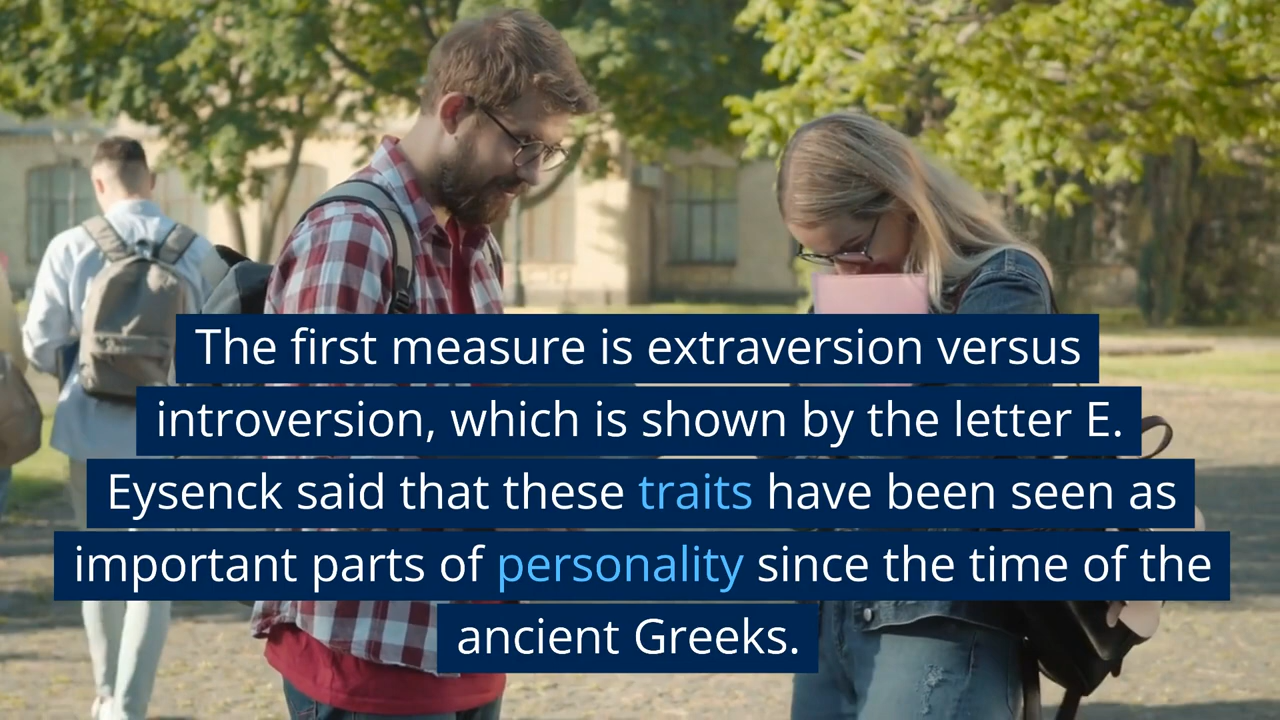 The first measure is extraversion versus
introversion, which is shown by the letter E.
Eysenck said that these traits have been seen as
important parts of personality since the time of the
ancient Greeks.